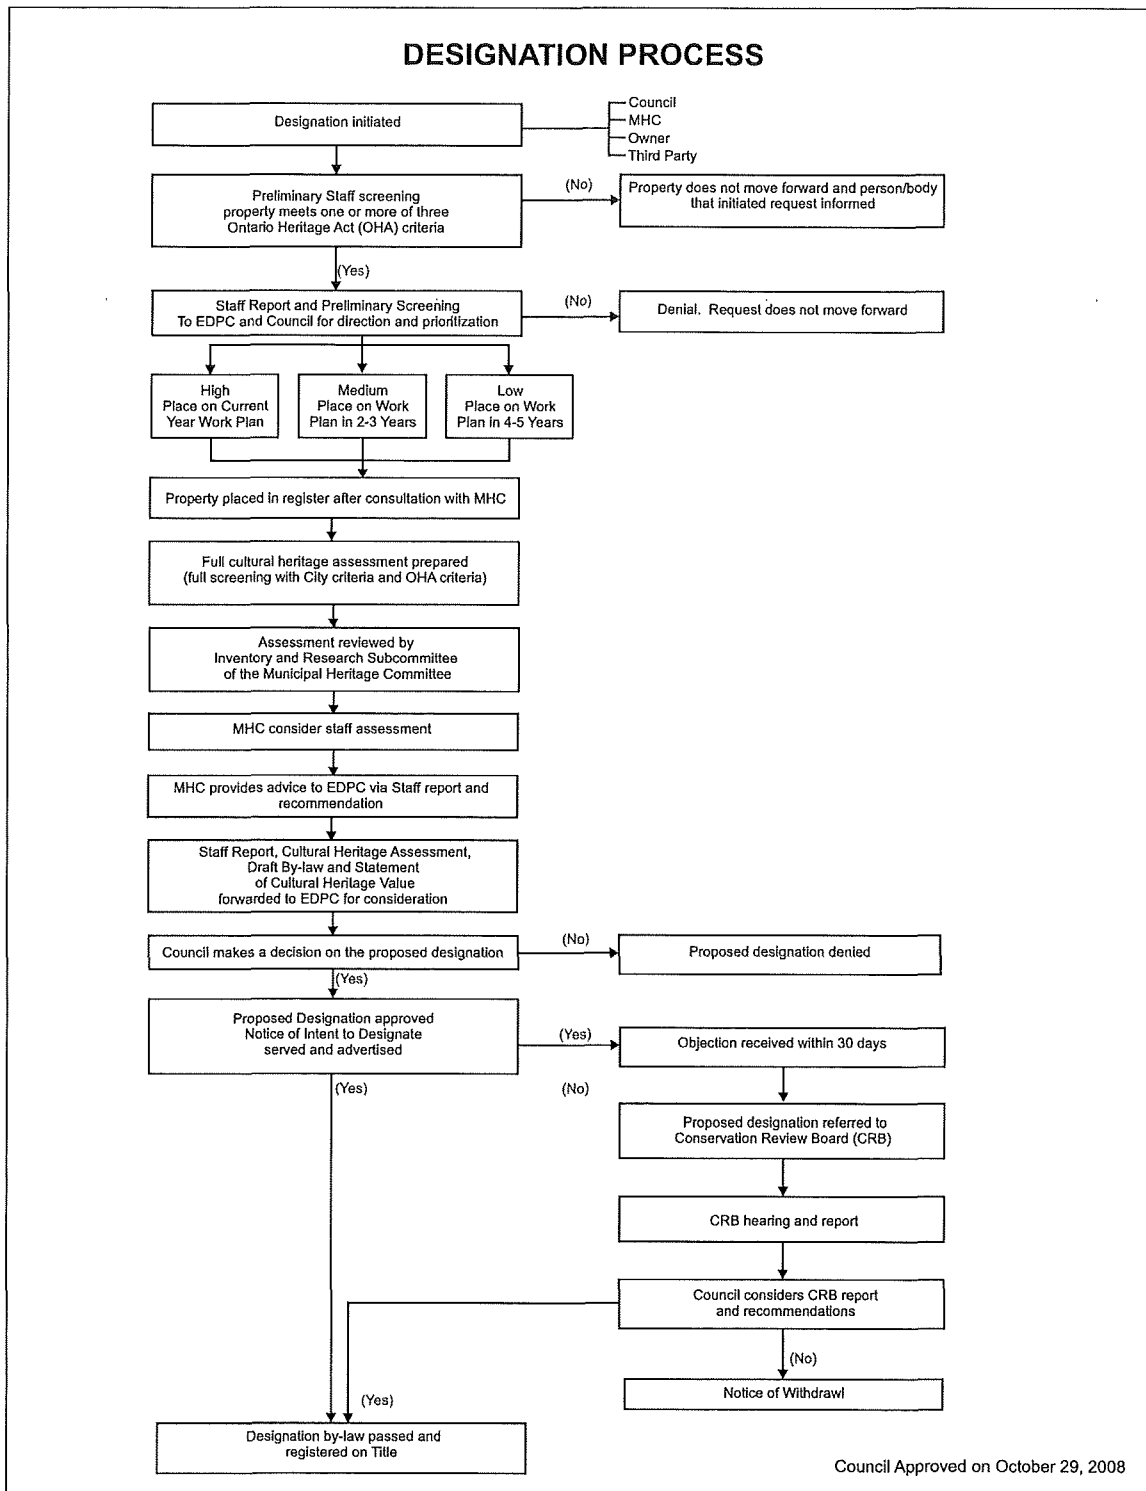 DESIGNATION PROCESS
Designation initiated
Council
MHC
Owner
Third Party
Preliminary Staff screening
property meets one or more of three
Ontario Heritage Act (OHA) criteria
(No)
Property does not move forward and person/body
that initiated request informed
(Yes)
Staff Report and Preliminary Screening
To EDPC and Council for direction and prioritization
(No)
Denial. Request does not move forward
High
Place on Current
Year Work Plan
Medium
Place on Work
Plan in 2-3 Years
Low
Place on Work
Plan in 4-5 Years
Property placed in register after consultation with MHC
Full cultural heritage assessment prepared
(full screening with City criteria and OHA criteria)
Assessment reviewed by
Inventory and Research Subcommittee
of the Municipal Heritage Committee
MHC consider staff assessment
MHC provides advice to EDPC via Staff report and
recommendation
Staff Report, Cultural Heritage Assessment,
Draft By-law and Statement
of Cultural Heritage Value
forwarded to EDPC for consideration
Council makes a decision on the proposed designation
(No)
Proposed designation denied
(Yes)
Proposed Designation approved
Notice of Intent to Designate
served and advertised
(Yes)
Objection received within 30 days
(Yes)
(No)
Proposed designation referred to
Conservation Review Board (CRB)
CRB hearing and report
Council considers CRB report
and recommendations
(No)
Notice of Withdrawl
(Yes)
Designation by-law passed and
registered on Title
Council Approved on October 29, 2008